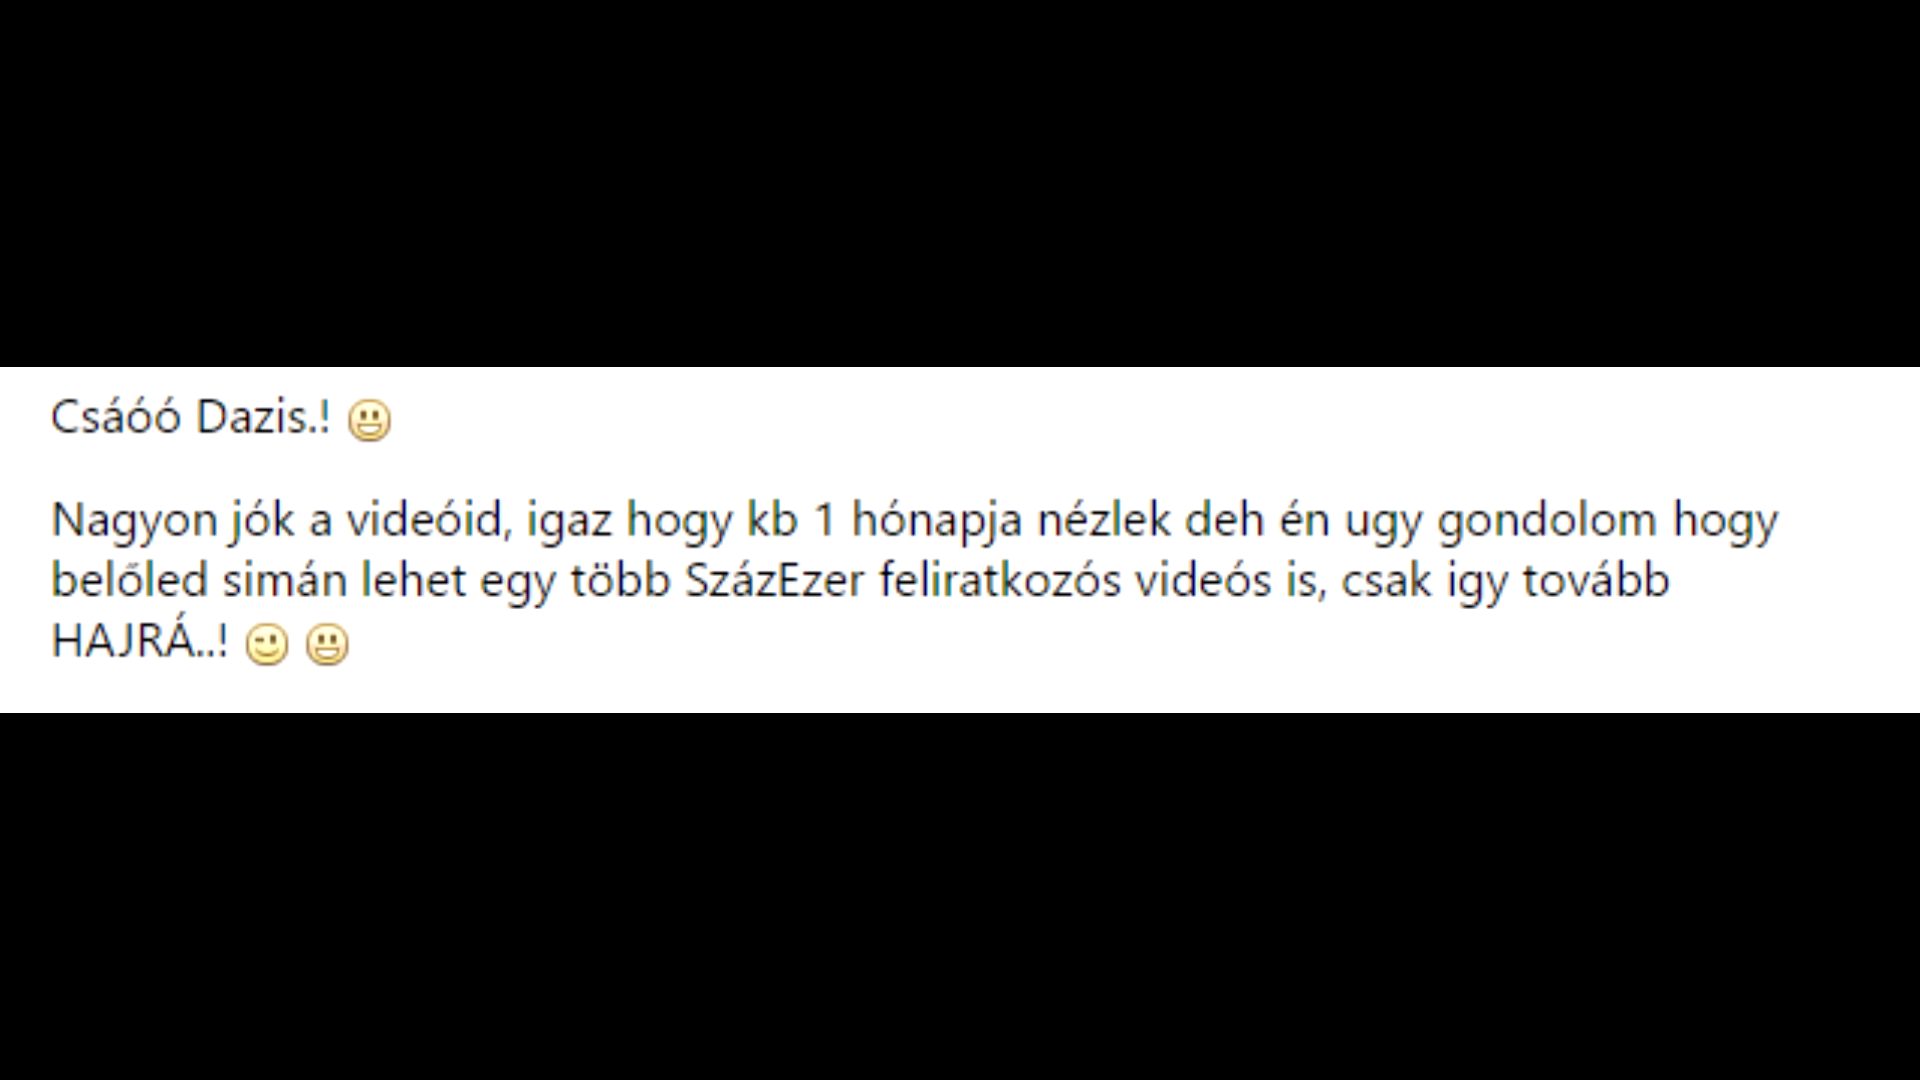 Csáóó Dazis.! 😃
Nagyon jók a videóid, igaz hogy kb 1 hónapja nézlek deh én ugy gondolom hogy
belőled simán lehet egy több SzázEzer feliratkozós videós is, csak igy tovább
HAJRÁ..! 😉 😃